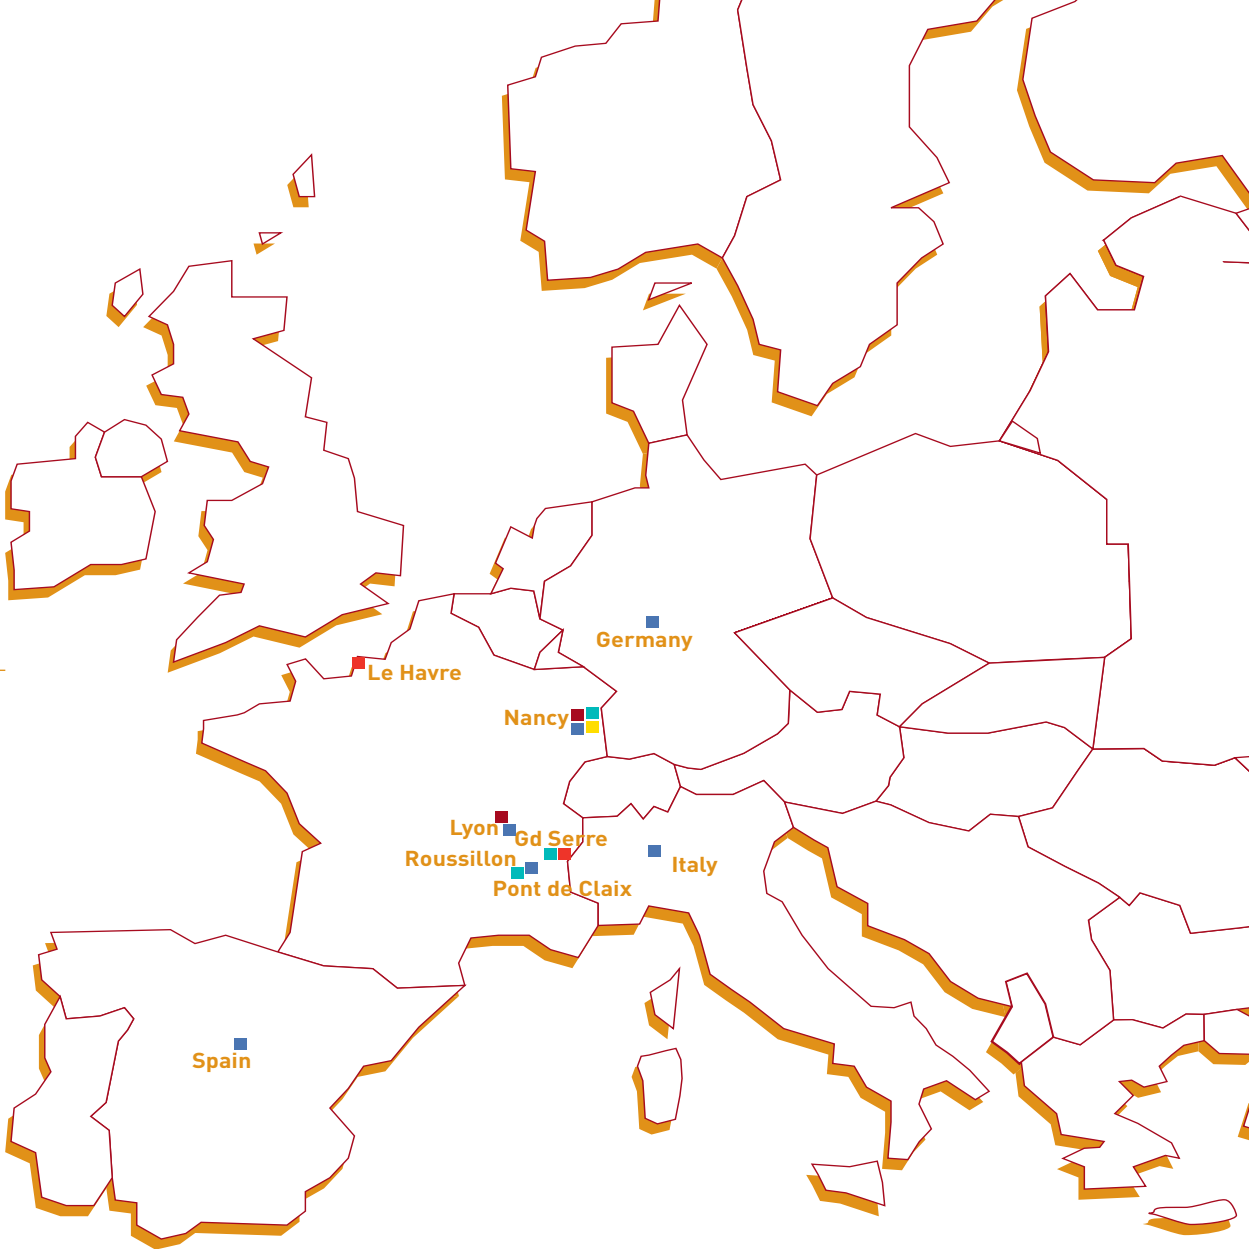 Germany
Le Havre
Nancy
Lyon
Gd Serre
Roussillon
Italy
Pont de Claix
Spain